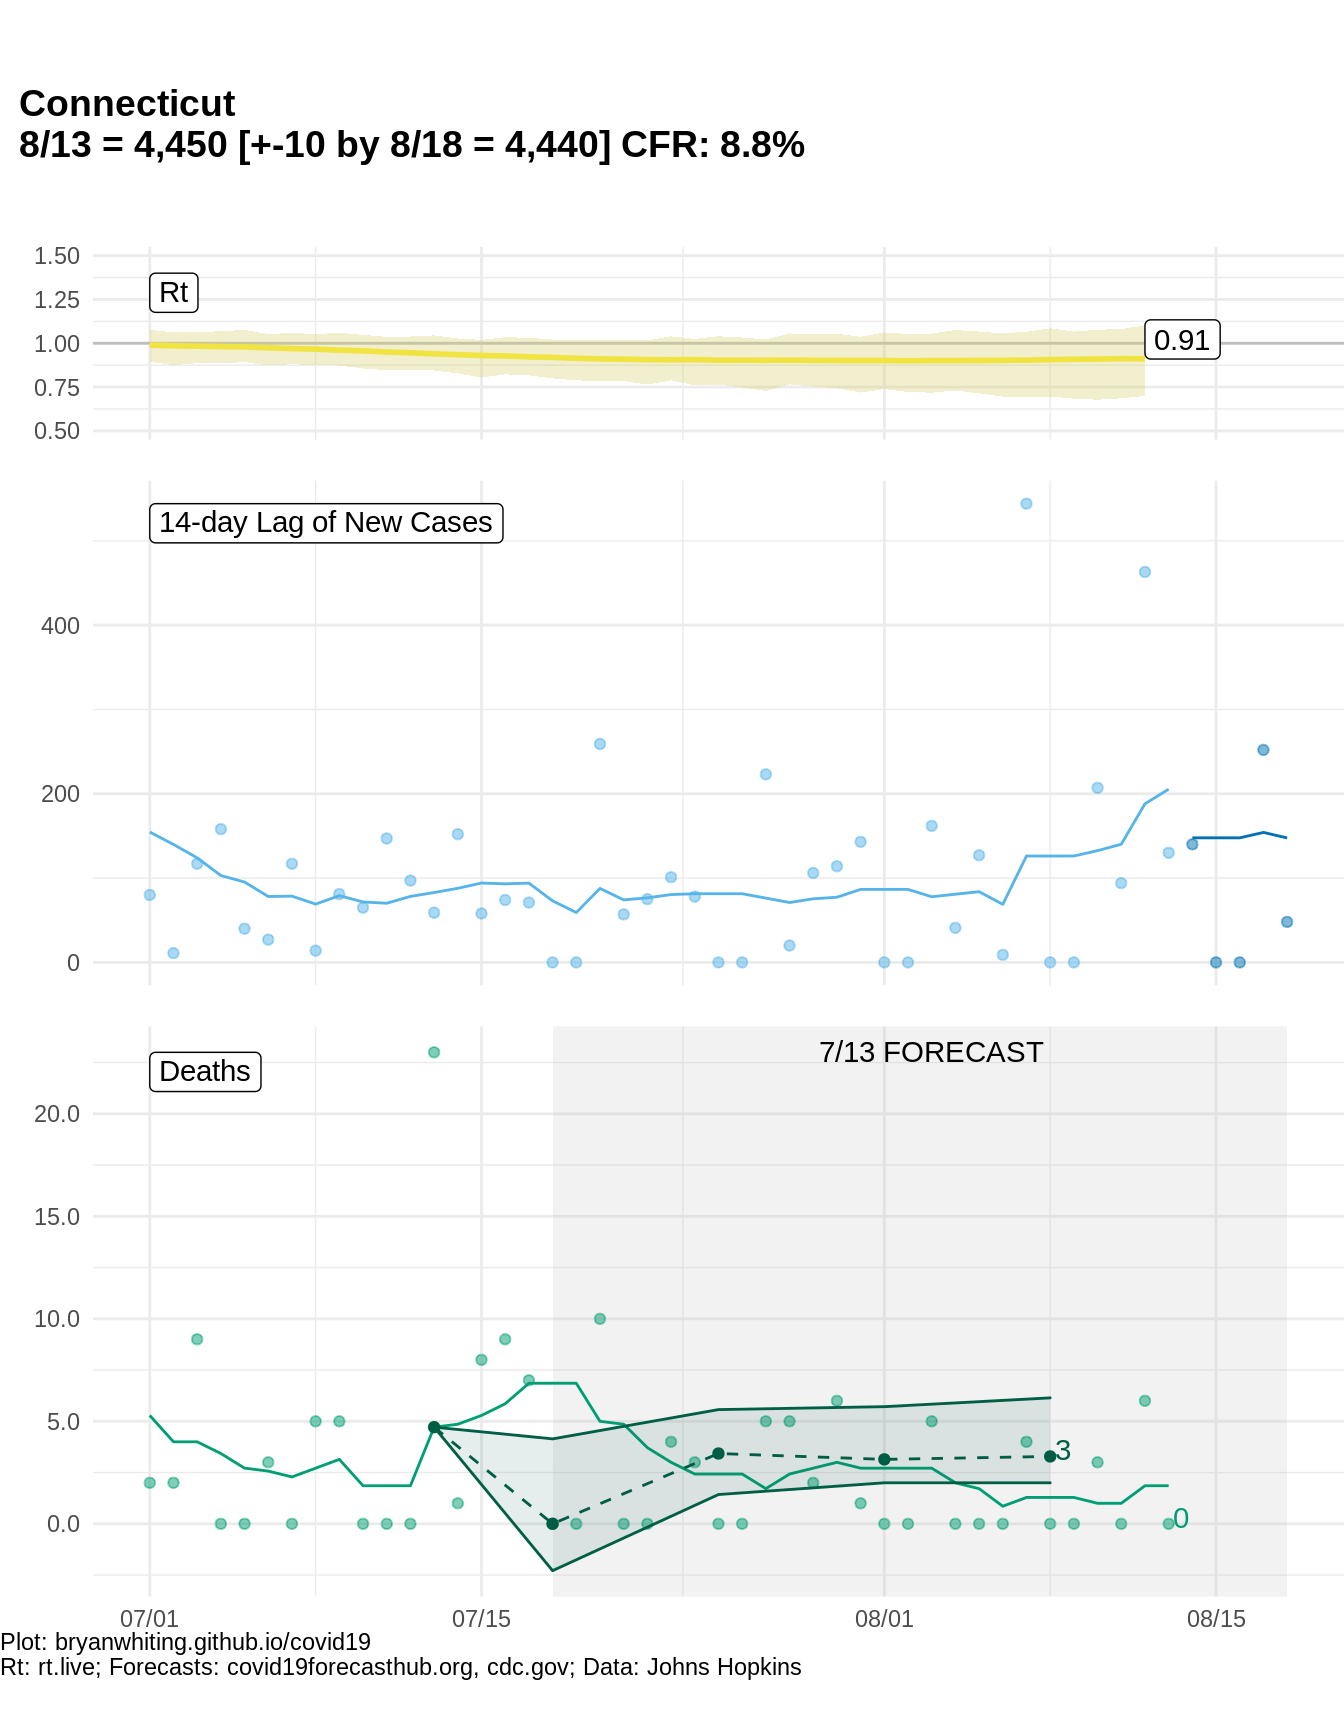 Connecticut
8/13 = 4,450 [+-10 by 8/18 = 4,440] CFR: 8.8%
1.50
Rt
1.25
1.00
0.91
0.75
0.50
14-day Lag of New Cases
400
200
0
7/13 FORECAST
Deaths
20.0
15.0
10.0
5.0
3
0.0
0
07/01
07/15
08/01
08/15
Plot: bryanwhiting.github.io/covid19
Rt: rt.live; Forecasts: covid19forecasthub.org, cdc.gov; Data: Johns Hopkins